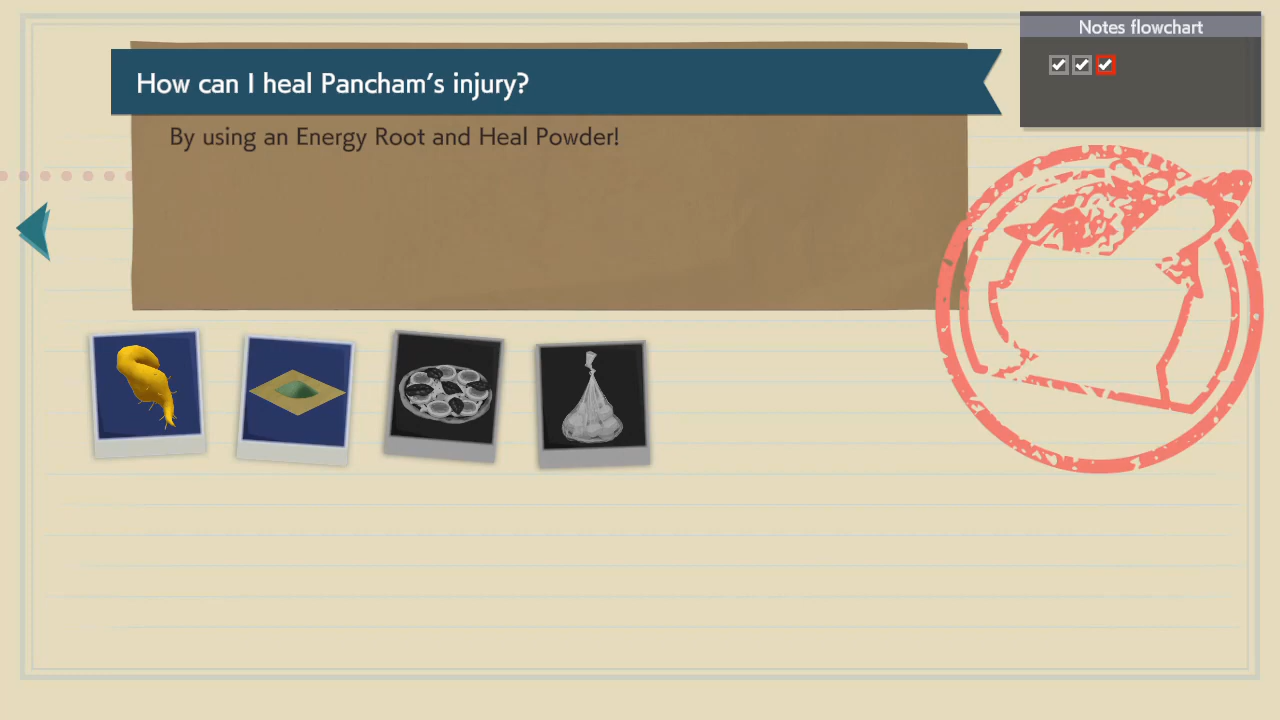 Notes flowchart
How can I heal Pancham's injury?
By using an Energy Root and Heal Powder!